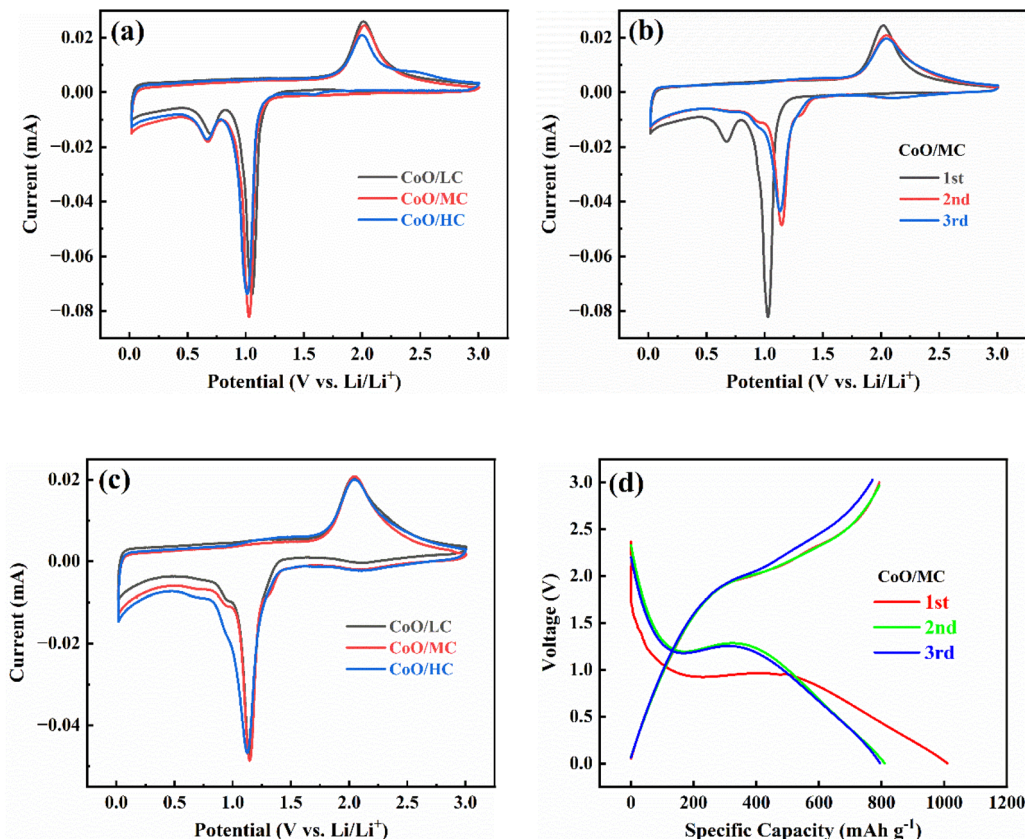 (a)
0.02
0.00
−0.02
−0.04
−0.06
−0.08
Current (mA)
CoO/LC
CoO/MC
CoO/HC
0.0 0.5 1.0 1.5 2.0 2.5 3.0
Potential (V vs. Li/Li⁺)
(b)
0.02
0.00
−0.02
−0.04
−0.06
−0.08
Current (mA)
CoO/MC
1st
2nd
3rd
0.0 0.5 1.0 1.5 2.0 2.5 3.0
Potential (V vs. Li/Li⁺)
(c)
0.02
0.00
−0.02
−0.04
Current (mA)
CoO/LC
CoO/MC
CoO/HC
0.0 0.5 1.0 1.5 2.0 2.5 3.0
Potential (V vs. Li/Li⁺)
(d)
3.0
2.5
2.0
1.5
1.0
0.5
0.0
Voltage (V)
CoO/MC
1st
2nd
3rd
0 200 400 600 800 1000 1200
Specific Capacity (mAh g⁻¹)